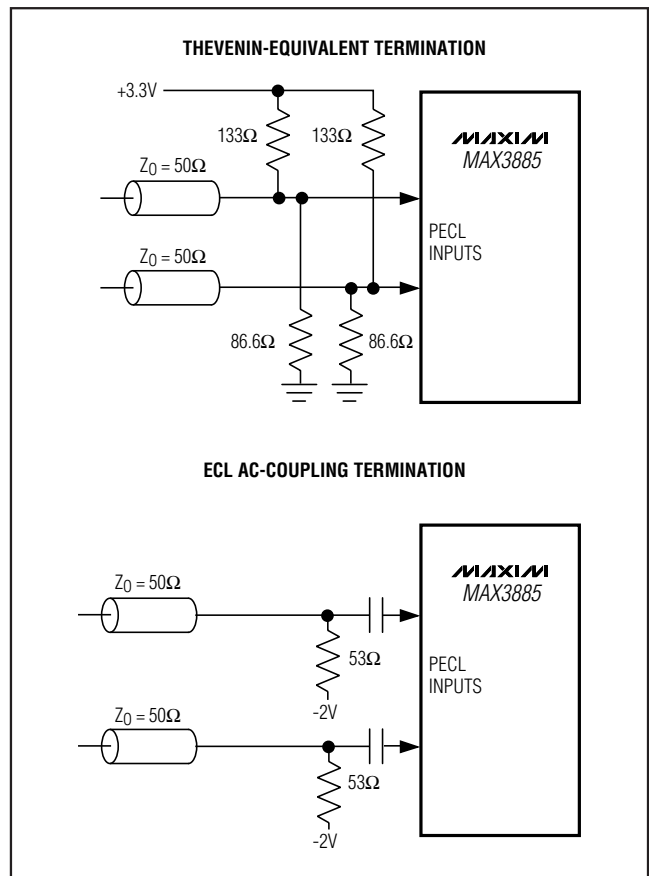 THEVENIN-EQUIVALENT TERMINATION
+3.3V
133Ω 133Ω
MAXIM
MAX3885
Z0 = 50Ω
PECL
INPUTS
Z0 = 50Ω
86.6Ω 86.6Ω
ECL AC-COUPLING TERMINATION
MAXIM
MAX3885
Z0 = 50Ω
53Ω
PECL
INPUTS
-2V
Z0 = 50Ω
53Ω
-2V